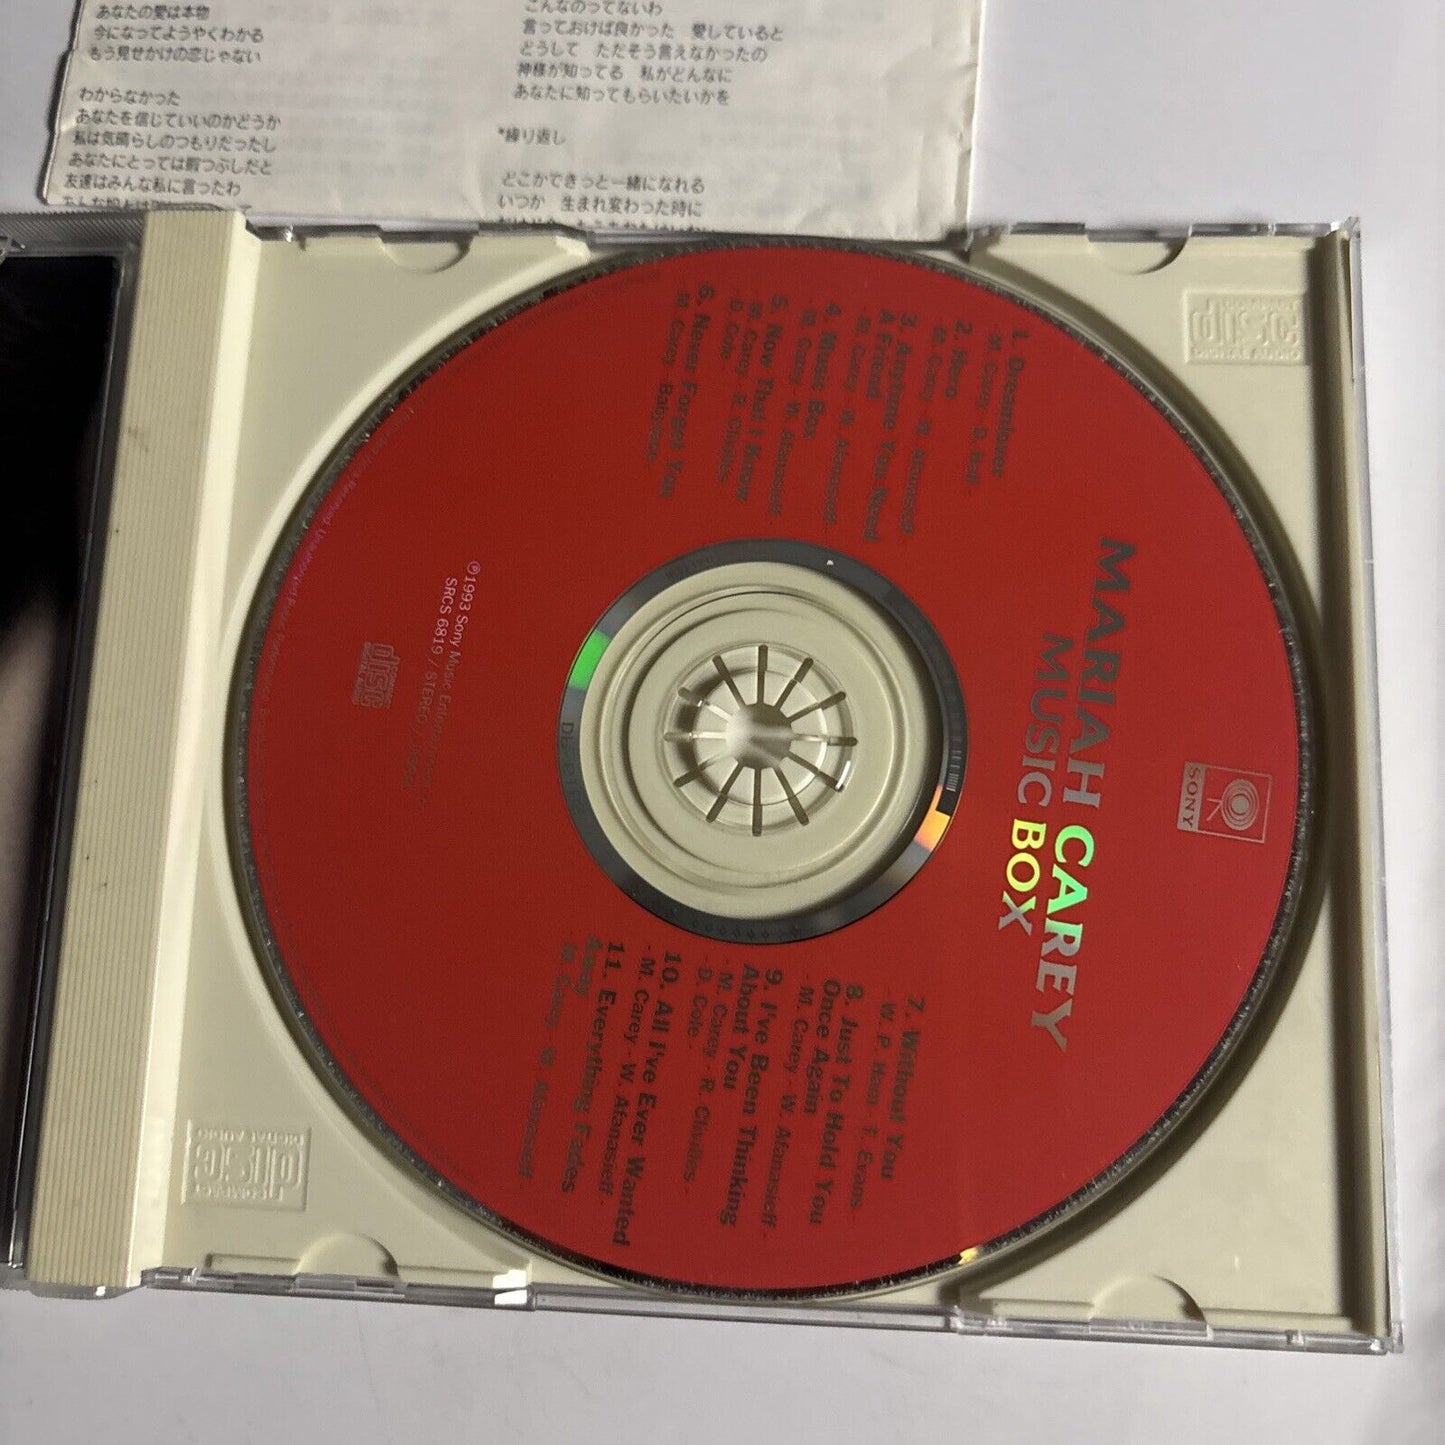 あなたの愛は本物
今になってようやくわかる
もう見せかけの恋じゃない
わからなかった
あなたを信じていいのかどうか
私は気晴らしのつもりだったし
あなたにとっては暇つぶしだと
友達はみんな私に言ったわ
こんなのってないわ
言っておけば良かった 愛していると
どうして ただそう言えなかったの
神様が知ってる 私がどんなに
あなたに知ってもらいたいかを
*繰り返し
どこかできっと一緒になれる
いつか 生まれ変わった時に
SONY
MARIAH CAREY
MUSIC BOX
1. Dreamlover
- M. Carey - D. Hall -
2. Hero
- M. Carey - W. Afanasieff -
3. Anytime You Need
A Friend
- M. Carey - W. Afanasieff -
4. Music Box
- M. Carey - W. Afanasieff -
5. Now That I Know
- M. Carey - R. Clivillés -
- D. Cole -
6. Never Forget You
- M. Carey - Babyface -
7. Without You
- W. P. Ham - T. Evans -
8. Just To Hold You
Once Again
- M. Carey - W. Afanasieff -
9. I've Been Thinking
About You
- M. Carey - R. Clivillés -
- D. Cole -
10. All I've Ever Wanted
- M. Carey - W. Afanasieff -
11. Everything Fades
Away
- M. Carey - W. Afanasieff -
℗1993 Sony Music Entertainment
SRCS 6819 / STEREO /
COMPACT
disc
DIGITAL AUDIO
COMPACT
disc
DIGITAL AUDIO
COMPACT
disc
DIGITAL AUDIO